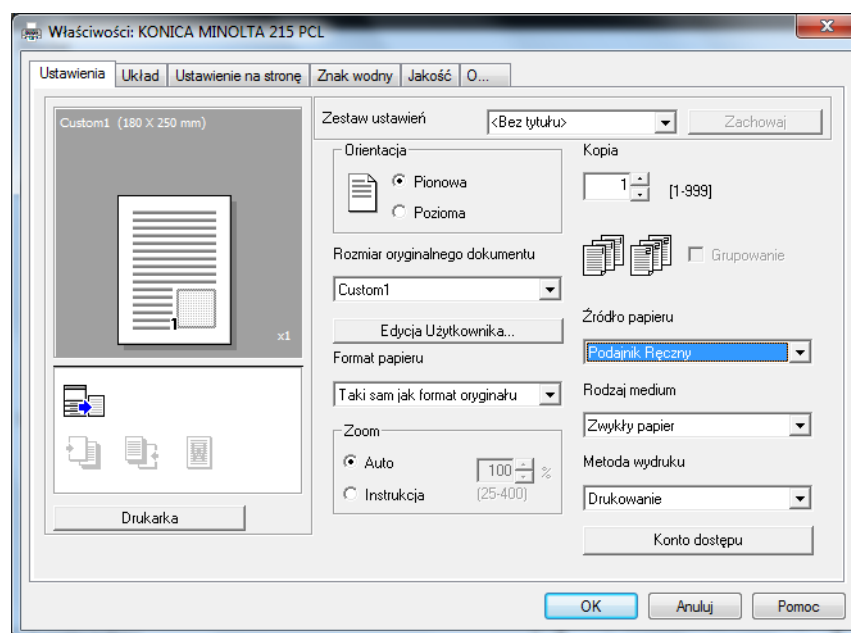 Właściwości: KONICA MINOLTA 215 PCL
Ustawienia Układ Ustawienie na stronę Znak wodny Jakość O...
Custom1 (180 X 250 mm)
1
x1
Drukarka
Zestaw ustawień <Bez tytułu> Zachowaj
Orientacja
Pionowa
Pozioma
Rozmiar oryginalnego dokumentu
Custom1
Edycja Użytkownika...
Format papieru
Taki sam jak format oryginału
Zoom
Auto
100 %
Instrukcja
(25-400)
Kopia
1 [1-999]
Grupowanie
Źródło papieru
Podajnik Ręczny
Rodzaj medium
Zwykły papier
Metoda wydruku
Drukowanie
Konto dostępu
OK Anuluj Pomoc